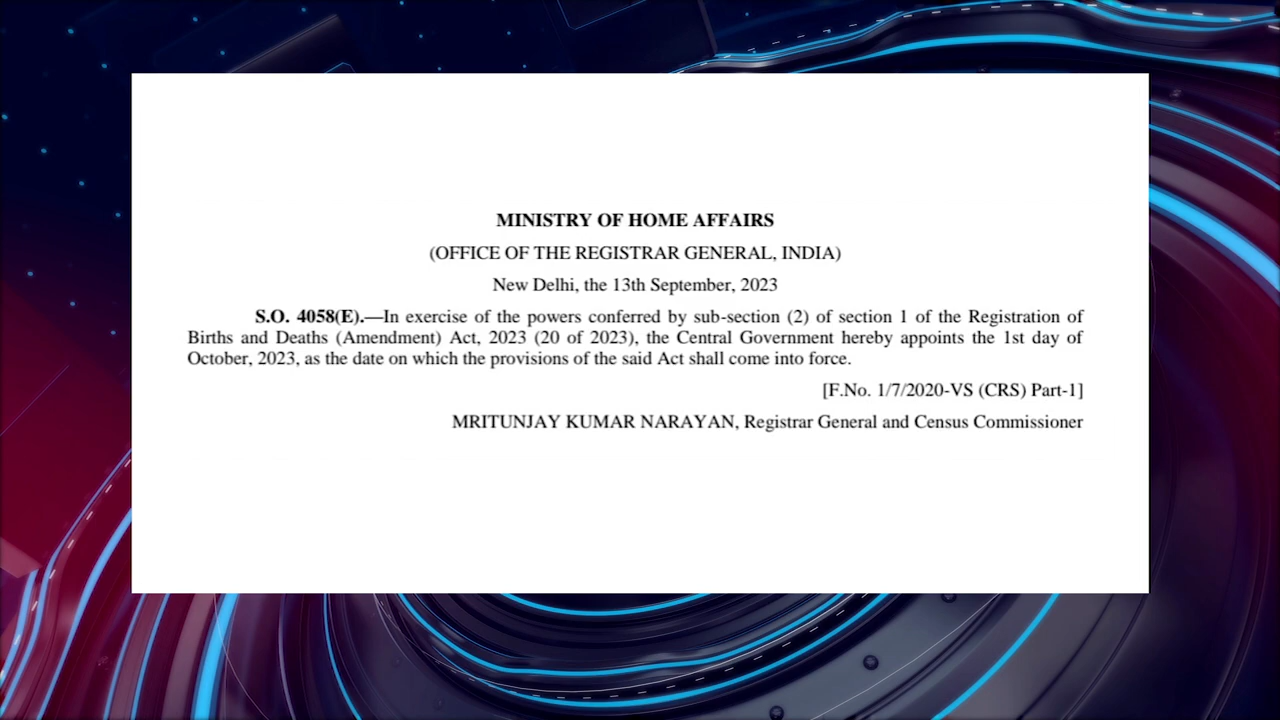 MINISTRY OF HOME AFFAIRS
(OFFICE OF THE REGISTRAR GENERAL, INDIA)
New Delhi, the 13th September, 2023
S.O. 4058(E).—In exercise of the powers conferred by sub-section (2) of section 1 of the Registration of
Births and Deaths (Amendment) Act, 2023 (20 of 2023), the Central Government hereby appoints the 1st day of
October, 2023, as the date on which the provisions of the said Act shall come into force.
[F.No. 1/7/2020-VS (CRS) Part-1]
MRITUNJAY KUMAR NARAYAN, Registrar General and Census Commissioner